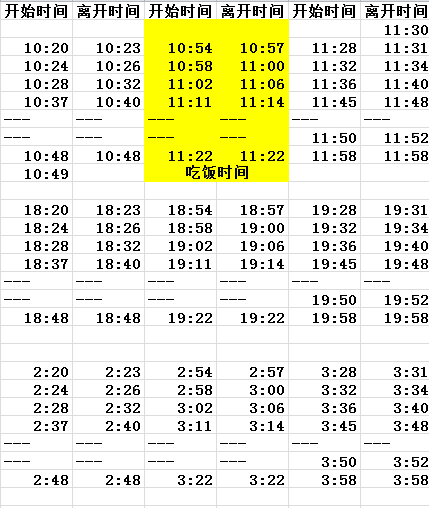 开始时间 离开时间 开始时间 离开时间 开始时间 离开时间
11:30
10:20 10:23 10:54 10:57 11:28 11:31
10:24 10:26 10:58 11:00 11:32 11:34
10:28 10:32 11:02 11:06 11:36 11:40
10:37 10:40 11:11 11:14 11:45 11:48
--- --- --- --- --- ---
--- --- --- --- 11:50 11:52
10:48 10:48 11:22 11:22 11:58 11:58
10:49 吃饭时间
18:20 18:23 18:54 18:57 19:28 19:31
18:24 18:26 18:58 19:00 19:32 19:34
18:28 18:32 19:02 19:06 19:36 19:40
18:37 18:40 19:11 19:14 19:45 19:48
--- --- --- --- --- ---
--- --- --- --- 19:50 19:52
18:48 18:48 19:22 19:22 19:58 19:58
2:20 2:23 2:54 2:57 3:28 3:31
2:24 2:26 2:58 3:00 3:32 3:34
2:28 2:32 3:02 3:06 3:36 3:40
2:37 2:40 3:11 3:14 3:45 3:48
--- --- --- --- --- ---
--- --- --- --- 3:50 3:52
2:48 2:48 3:22 3:22 3:58 3:58